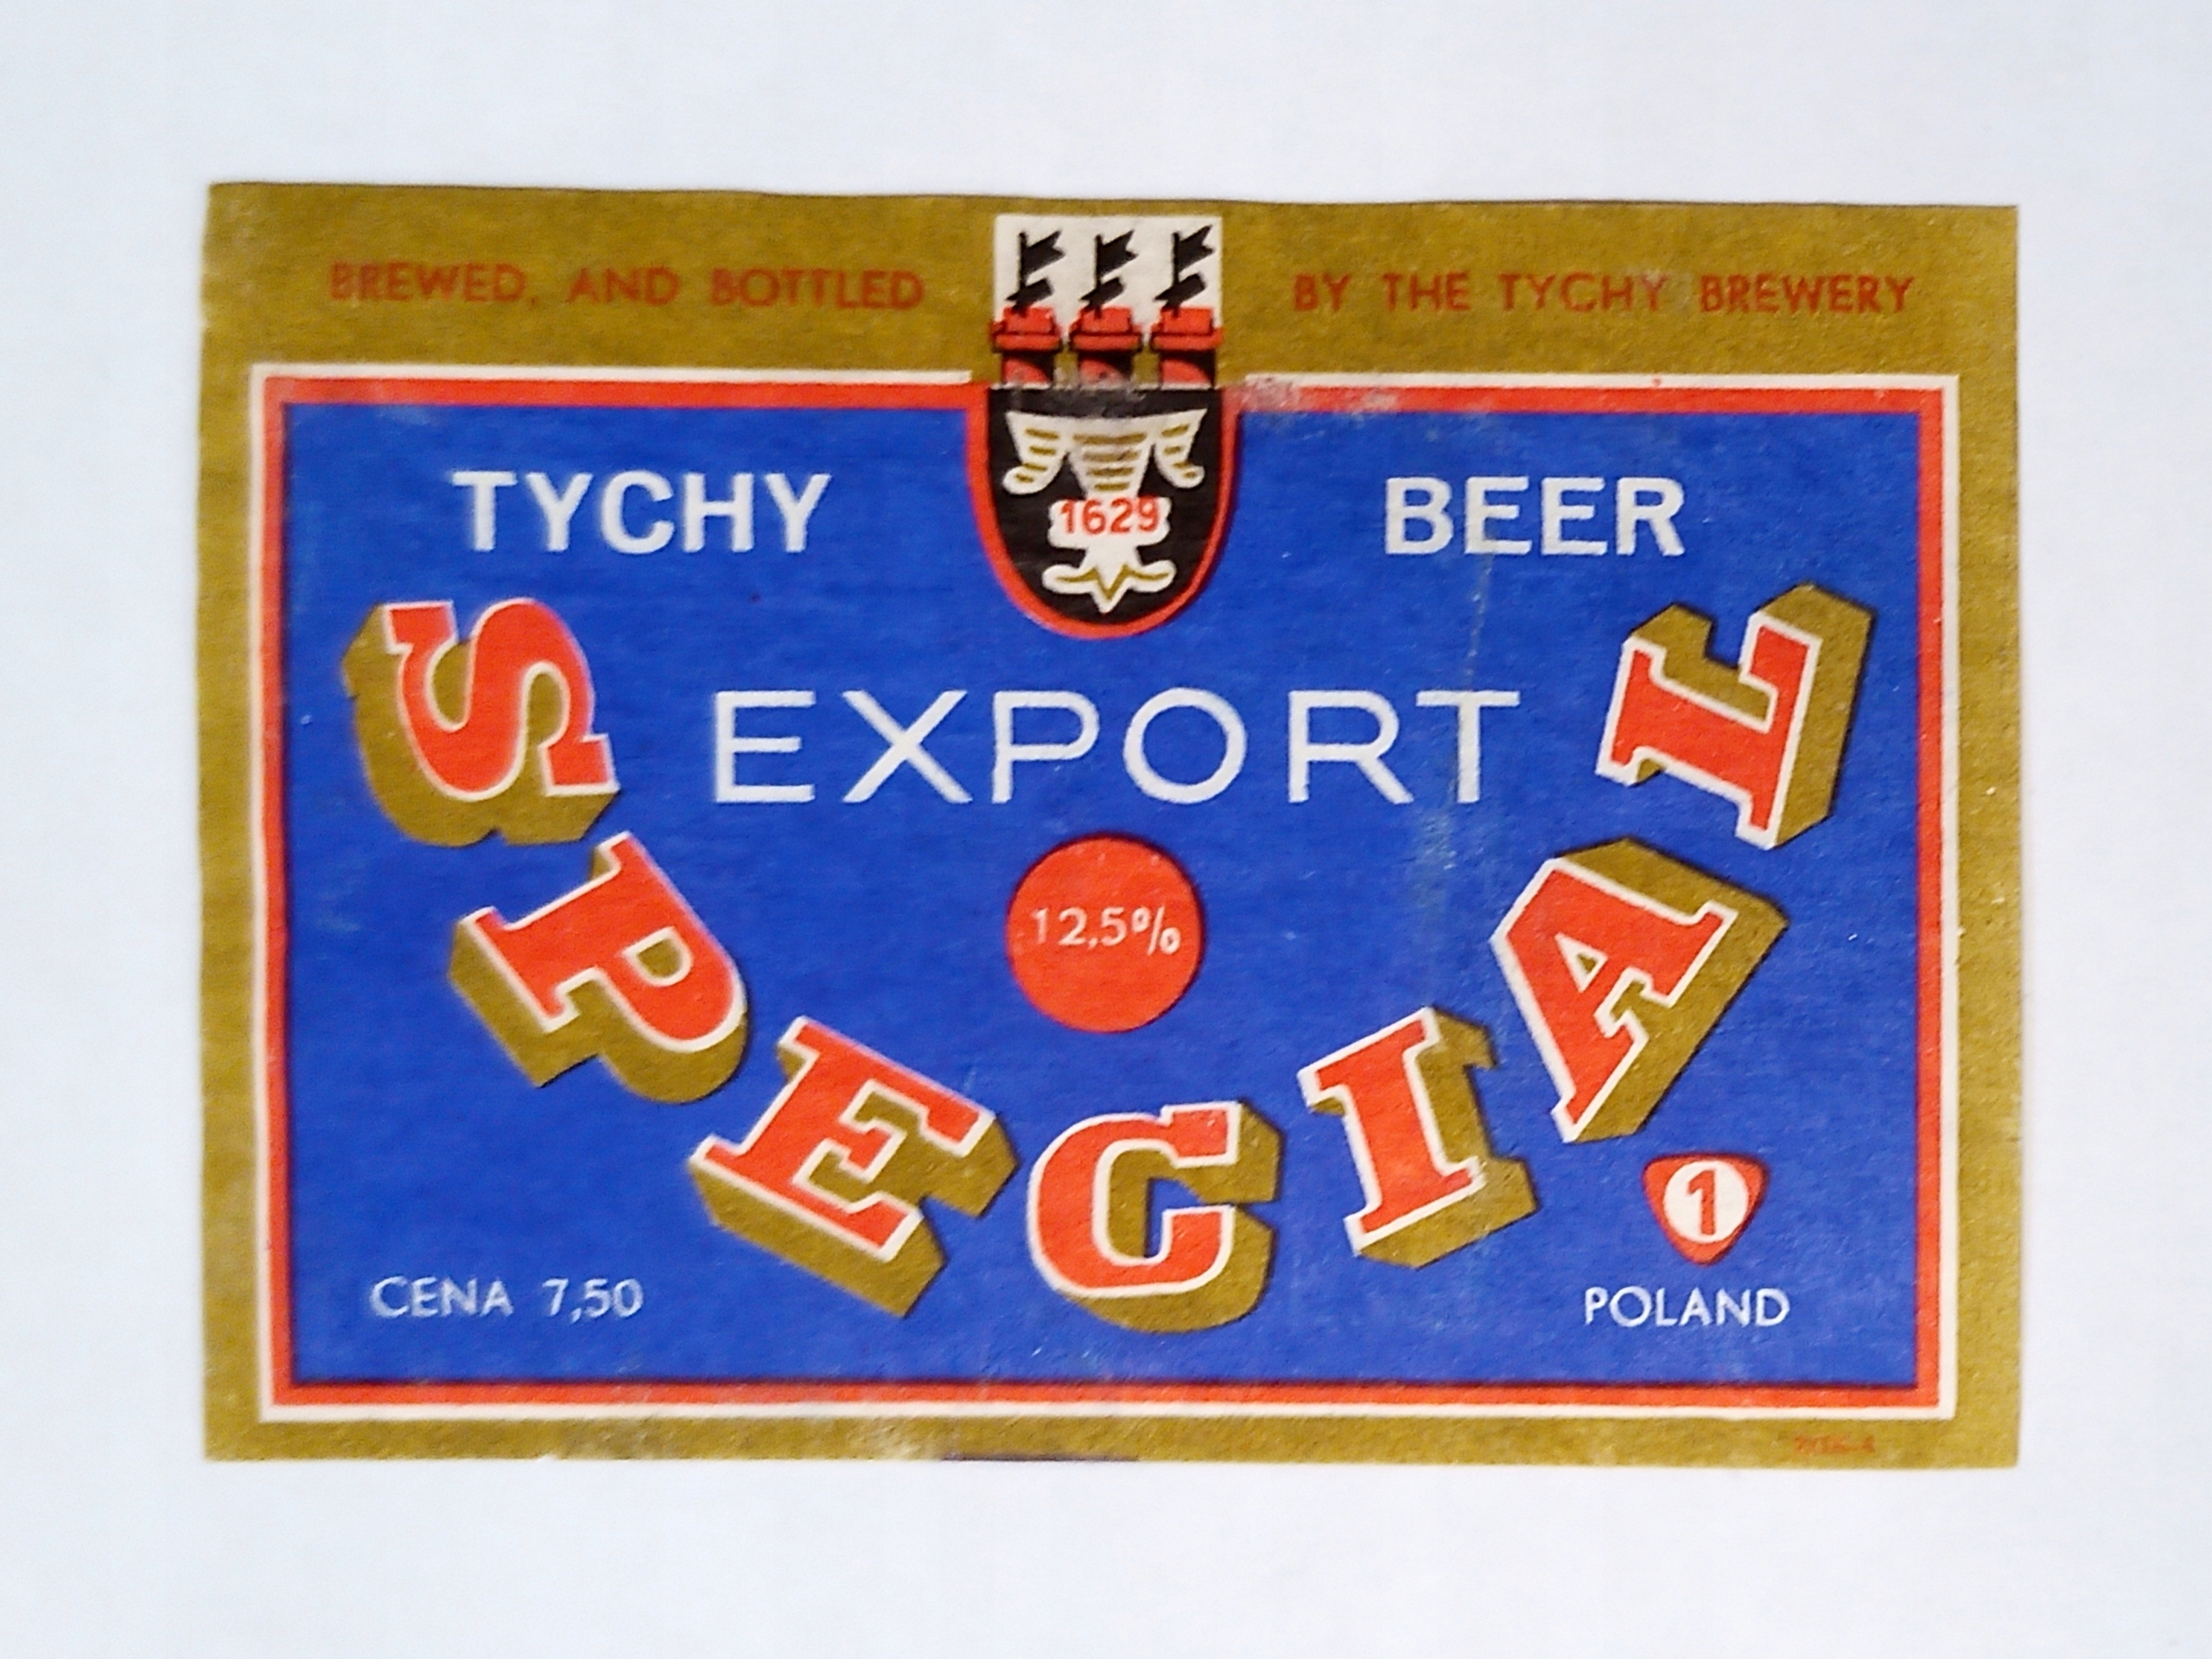 BREWED, AND BOTTLED BY THE TYCHY BREWERY
TYCHY BEER
1629
EXPORT
12,5%
SPECIAL
1
CENA 7,50
POLAND